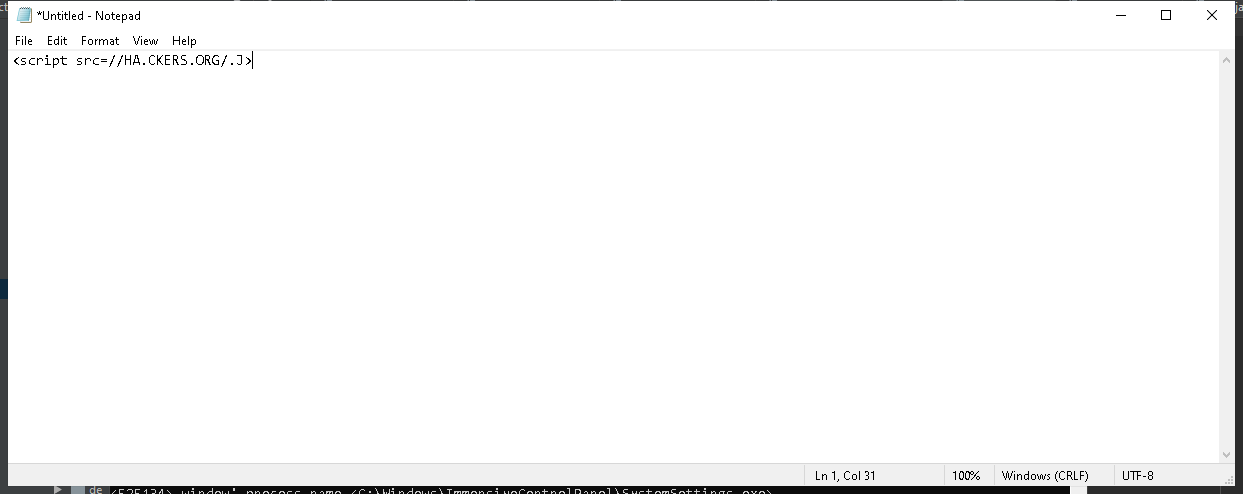 *Untitled - Notepad
File Edit Format View Help
<script src=//HA.CKERS.ORG/.J>
Ln 1, Col 31 100% Windows (CRLF) UTF-8
de <525134> window' process name <C:\Windows\ImmersiveControlPanel\SystemSettings.exe>